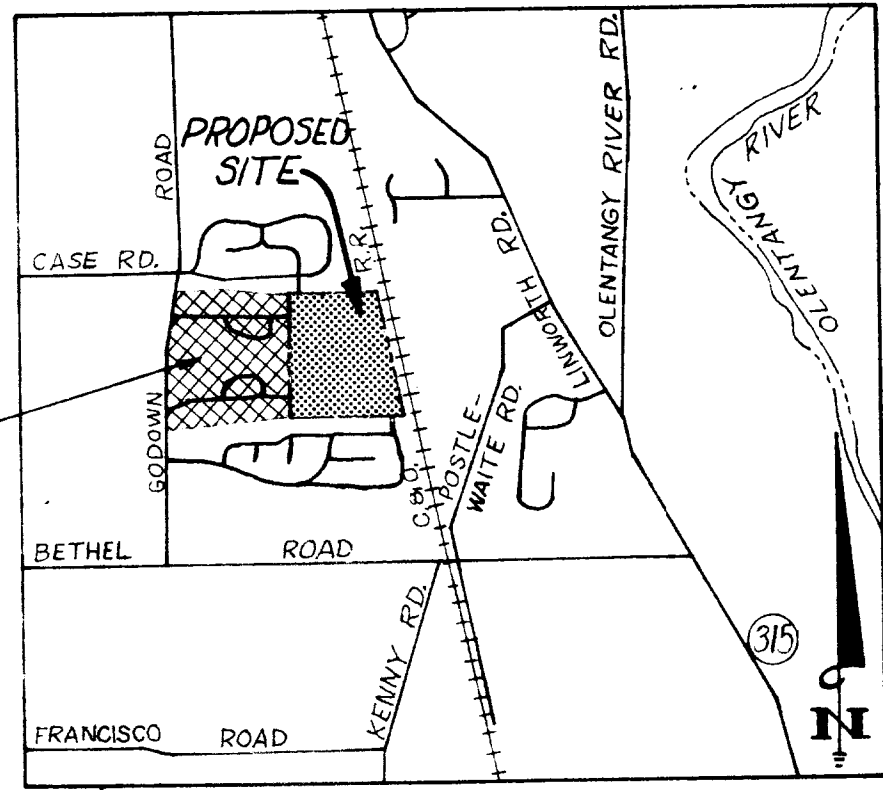 ROAD
PROPOSED
SITE
R.R.
OLENTANGY RIVER RD.
RIVER
OLENTANGY
CASE RD.
LINWORTH RD.
GODOWN
POSTLE-
WAITE RD.
C.&O.
BETHEL ROAD
KENNY RD.
315
FRANCISCO ROAD
N